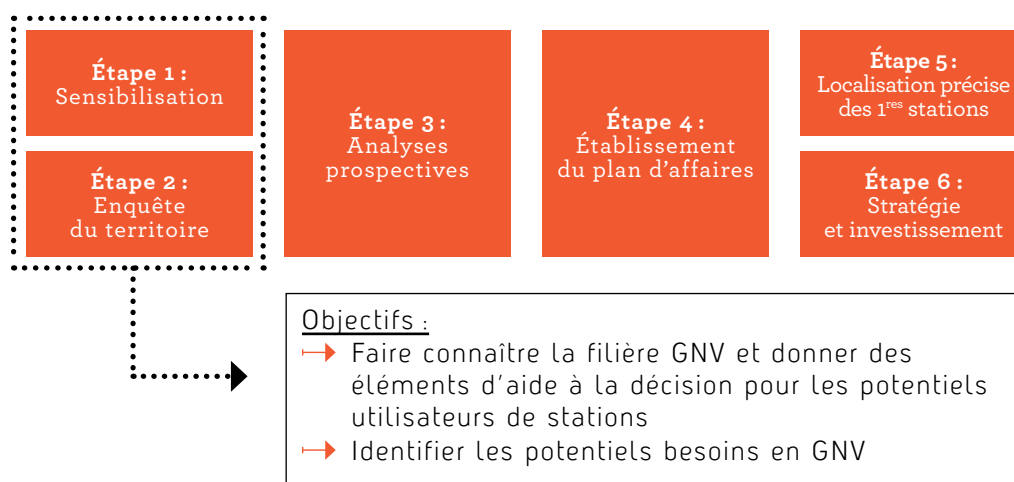 Étape 1 :
Sensibilisation
Étape 2 :
Enquête
du territoire
Étape 3 :
Analyses
prospectives
Étape 4 :
Établissement
du plan d’affaires
Étape 5 :
Localisation précise
des 1res stations
Étape 6 :
Stratégie
et investissement
Objectifs :
Faire connaître la filière GNV et donner des
éléments d'aide à la décision pour les potentiels
utilisateurs de stations
Identifier les potentiels besoins en GNV